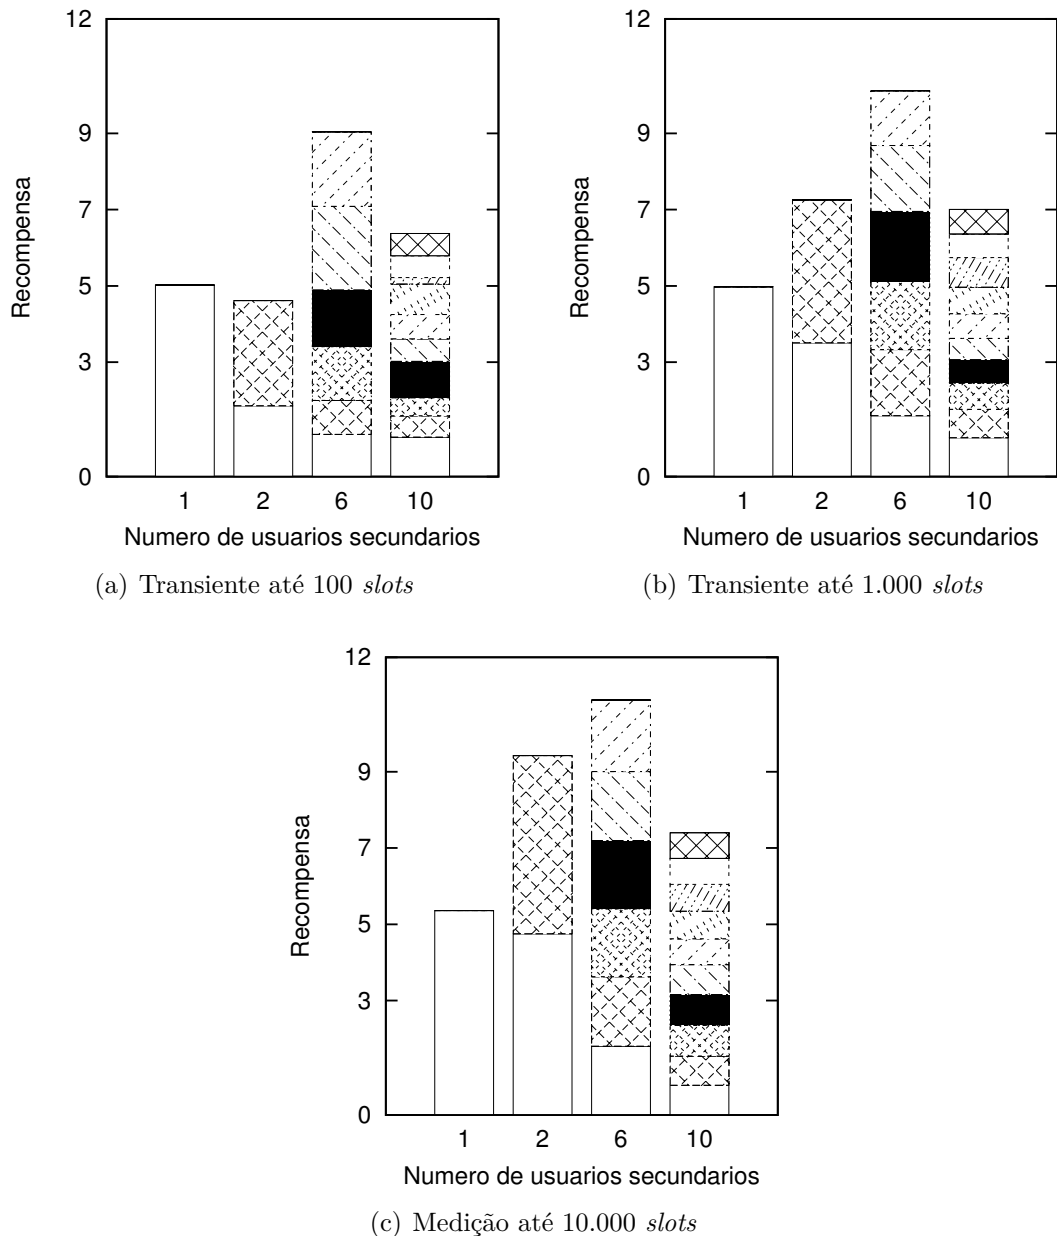 12
9
7
5
3
0
Recompensa
1 2 6 10
Numero de usuarios secundarios
(a) Transiente até 100 slots
12
9
7
5
3
0
Recompensa
1 2 6 10
Numero de usuarios secundarios
(b) Transiente até 1.000 slots
12
9
7
5
3
0
Recompensa
1 2 6 10
Numero de usuarios secundarios
(c) Medição até 10.000 slots